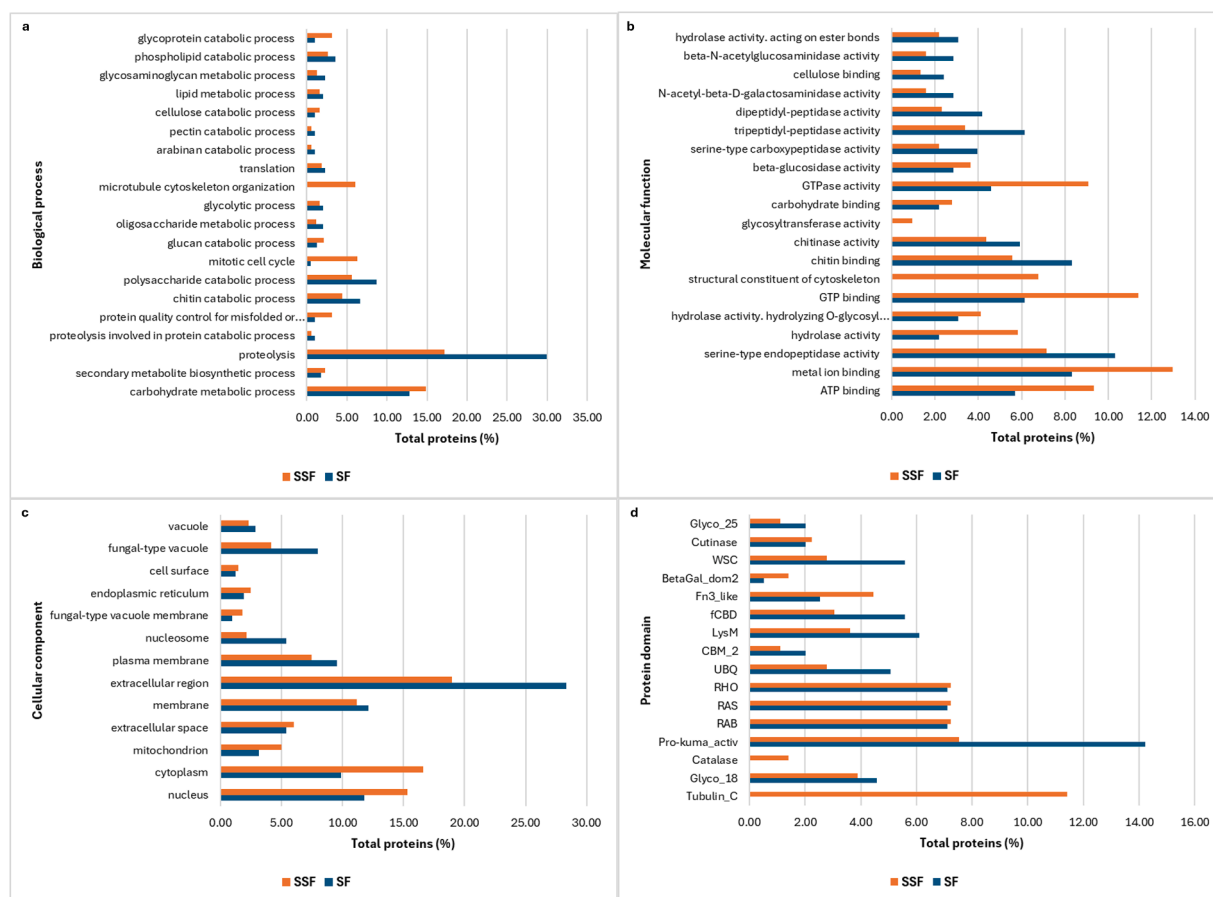 a
glycoprotein catabolic process
phospholipid catabolic process
glycosaminoglycan metabolic process
lipid metabolic process
cellulose catabolic process
pectin catabolic process
arabinan catabolic process
translation
microtubule cytoskeleton organization
glycolytic process
oligosaccharide metabolic process
glucan catabolic process
mitotic cell cycle
polysaccharide catabolic process
chitin catabolic process
protein quality control for misfolded or...
proteolysis involved in protein catabolic process
proteolysis
secondary metabolite biosynthetic process
carbohydrate metabolic process
Biological process
0.00 5.00 10.00 15.00 20.00 25.00 30.00 35.00
Total proteins (%)
SSF SF
b
hydrolase activity. acting on ester bonds
beta-N-acetylglucosaminidase activity
cellulose binding
N-acetyl-beta-D-galactosaminidase activity
dipeptidyl-peptidase activity
tripeptidyl-peptidase activity
serine-type carboxypeptidase activity
beta-glucosidase activity
GTPase activity
carbohydrate binding
glycosyltransferase activity
chitinase activity
chitin binding
structural constituent of cytoskeleton
GTP binding
hydrolase activity. hydrolyzing O-glycosyl...
hydrolase activity
serine-type endopeptidase activity
metal ion binding
ATP binding
Molecular function
0.00 2.00 4.00 6.00 8.00 10.00 12.00 14.00
Total proteins (%)
SSF SF
c
vacuole
fungal-type vacuole
cell surface
endoplasmic reticulum
fungal-type vacuole membrane
nucleosome
plasma membrane
extracellular region
membrane
extracellular space
mitochondrion
cytoplasm
nucleus
Cellular component
0.00 5.00 10.00 15.00 20.00 25.00 30.00
Total proteins (%)
SSF SF
d
Glyco_25
Cutinase
WSC
BetaGal_dom2
Fn3_like
fCBD
LysM
CBM_2
UBQ
RHO
RAS
RAB
Pro-kuma_activ
Catalase
Glyco_18
Tubulin_C
Protein domain
0.00 2.00 4.00 6.00 8.00 10.00 12.00 14.00 16.00
Total proteins (%)
SSF SF